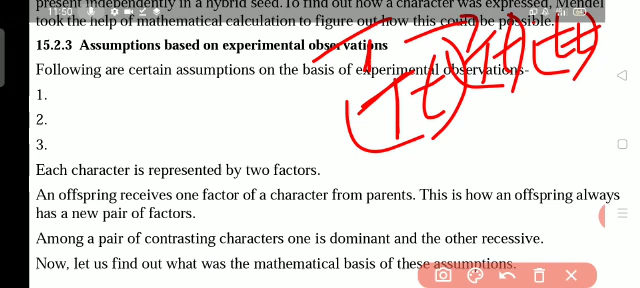 present independently in a hybrid seed. To find out how a character was expressed, Mendel
took the help of mathematical calculation to figure out how this could be possible.
11:50
15.2.3 Assumptions based on experimental observations
Following are certain assumptions on the basis of experimental observations-
Tt Tt tt
1.
2.
3.
Each character is represented by two factors.
An offspring receives one factor of a character from parents. This is how an offspring always
has a new pair of factors.
Among a pair of contrasting characters one is dominant and the other recessive.
Now, let us find out what was the mathematical basis of these assumptions.